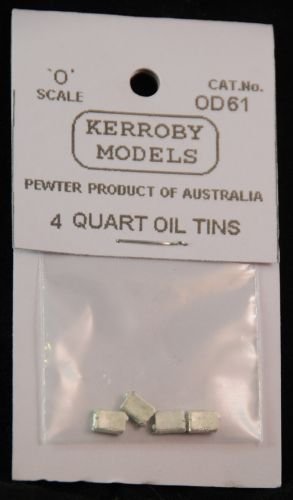 'O'
SCALE
CAT.No.
OD61
KERROBY
MODELS
PEWTER PRODUCT OF AUSTRALIA
4 QUART OIL TINS